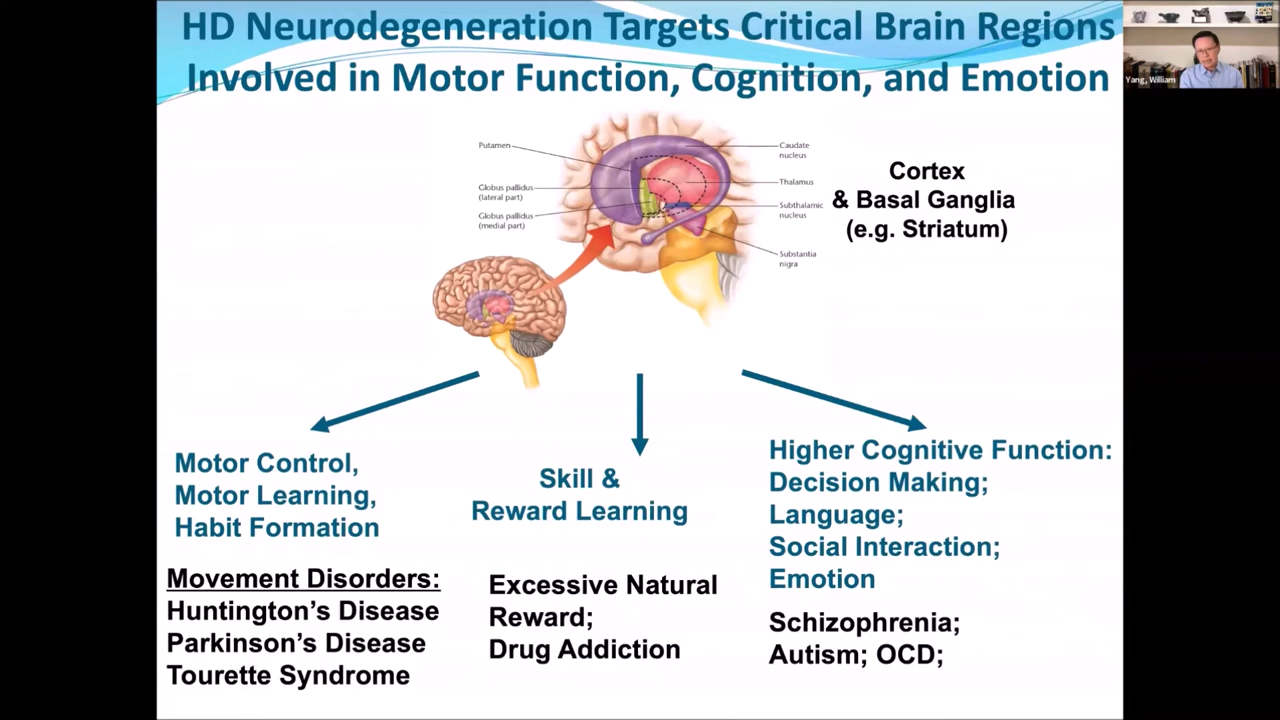 HD Neurodegeneration Targets Critical Brain Regions
Involved in Motor Function, Cognition, and Emotion
Yang, William
Putamen
Globus pallidus
(lateral part)
Globus pallidus
(medial part)
Caudate
nucleus
Thalamus
Subthalamic
nucleus
Substantia
nigra
Cortex
& Basal Ganglia
(e.g. Striatum)
Motor Control,
Motor Learning,
Habit Formation
Movement Disorders:
Huntington’s Disease
Parkinson’s Disease
Tourette Syndrome
Skill &
Reward Learning
Excessive Natural
Reward;
Drug Addiction
Higher Cognitive Function:
Decision Making;
Language;
Social Interaction;
Emotion
Schizophrenia;
Autism; OCD;